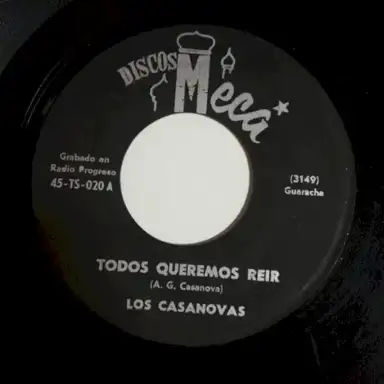 DISCOS
Meca
Grabado en
Radio Progreso
45-TS-020 A
(3149)
Guaracha
TODOS QUEREMOS REIR
(A. G. Casanova)
LOS CASANOVAS